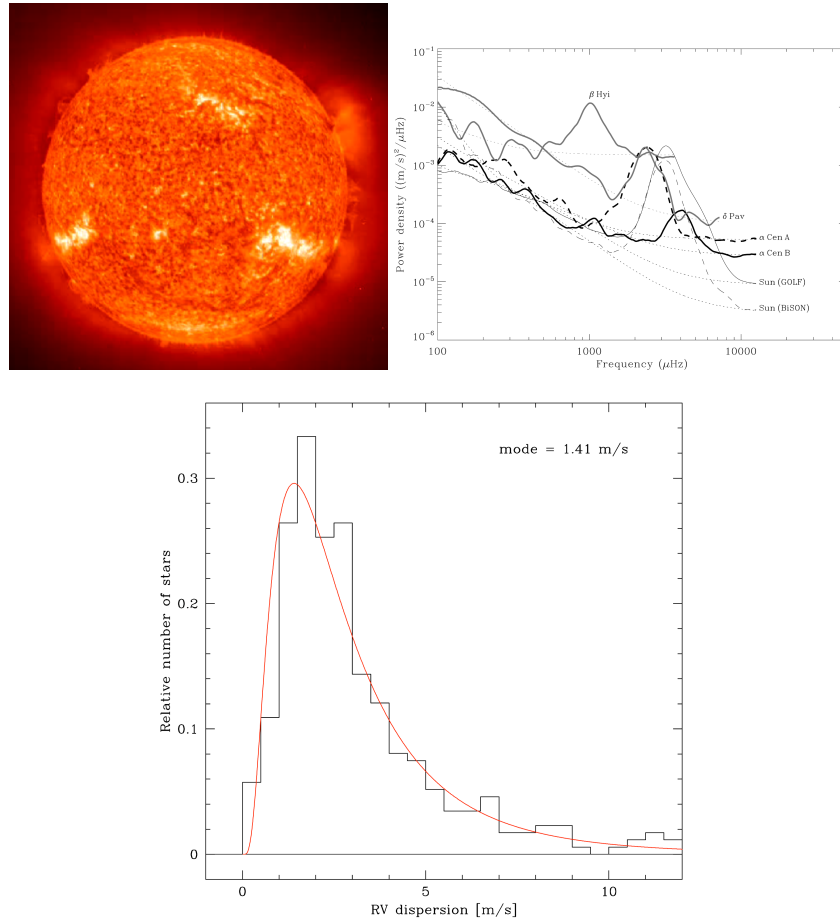 10⁻¹
10⁻²
10⁻³
10⁻⁴
10⁻⁵
10⁻⁶
Power density ((m/s)²/μHz)
β Hyi
δ Pav
α Cen A
α Cen B
Sun (GOLF)
Sun (BiSON)
100
1000
10000
Frequency (μHz)
mode = 1.41 m/s
0.3
0.2
0.1
0
Relative number of stars
0
5
10
RV dispersion [m/s]